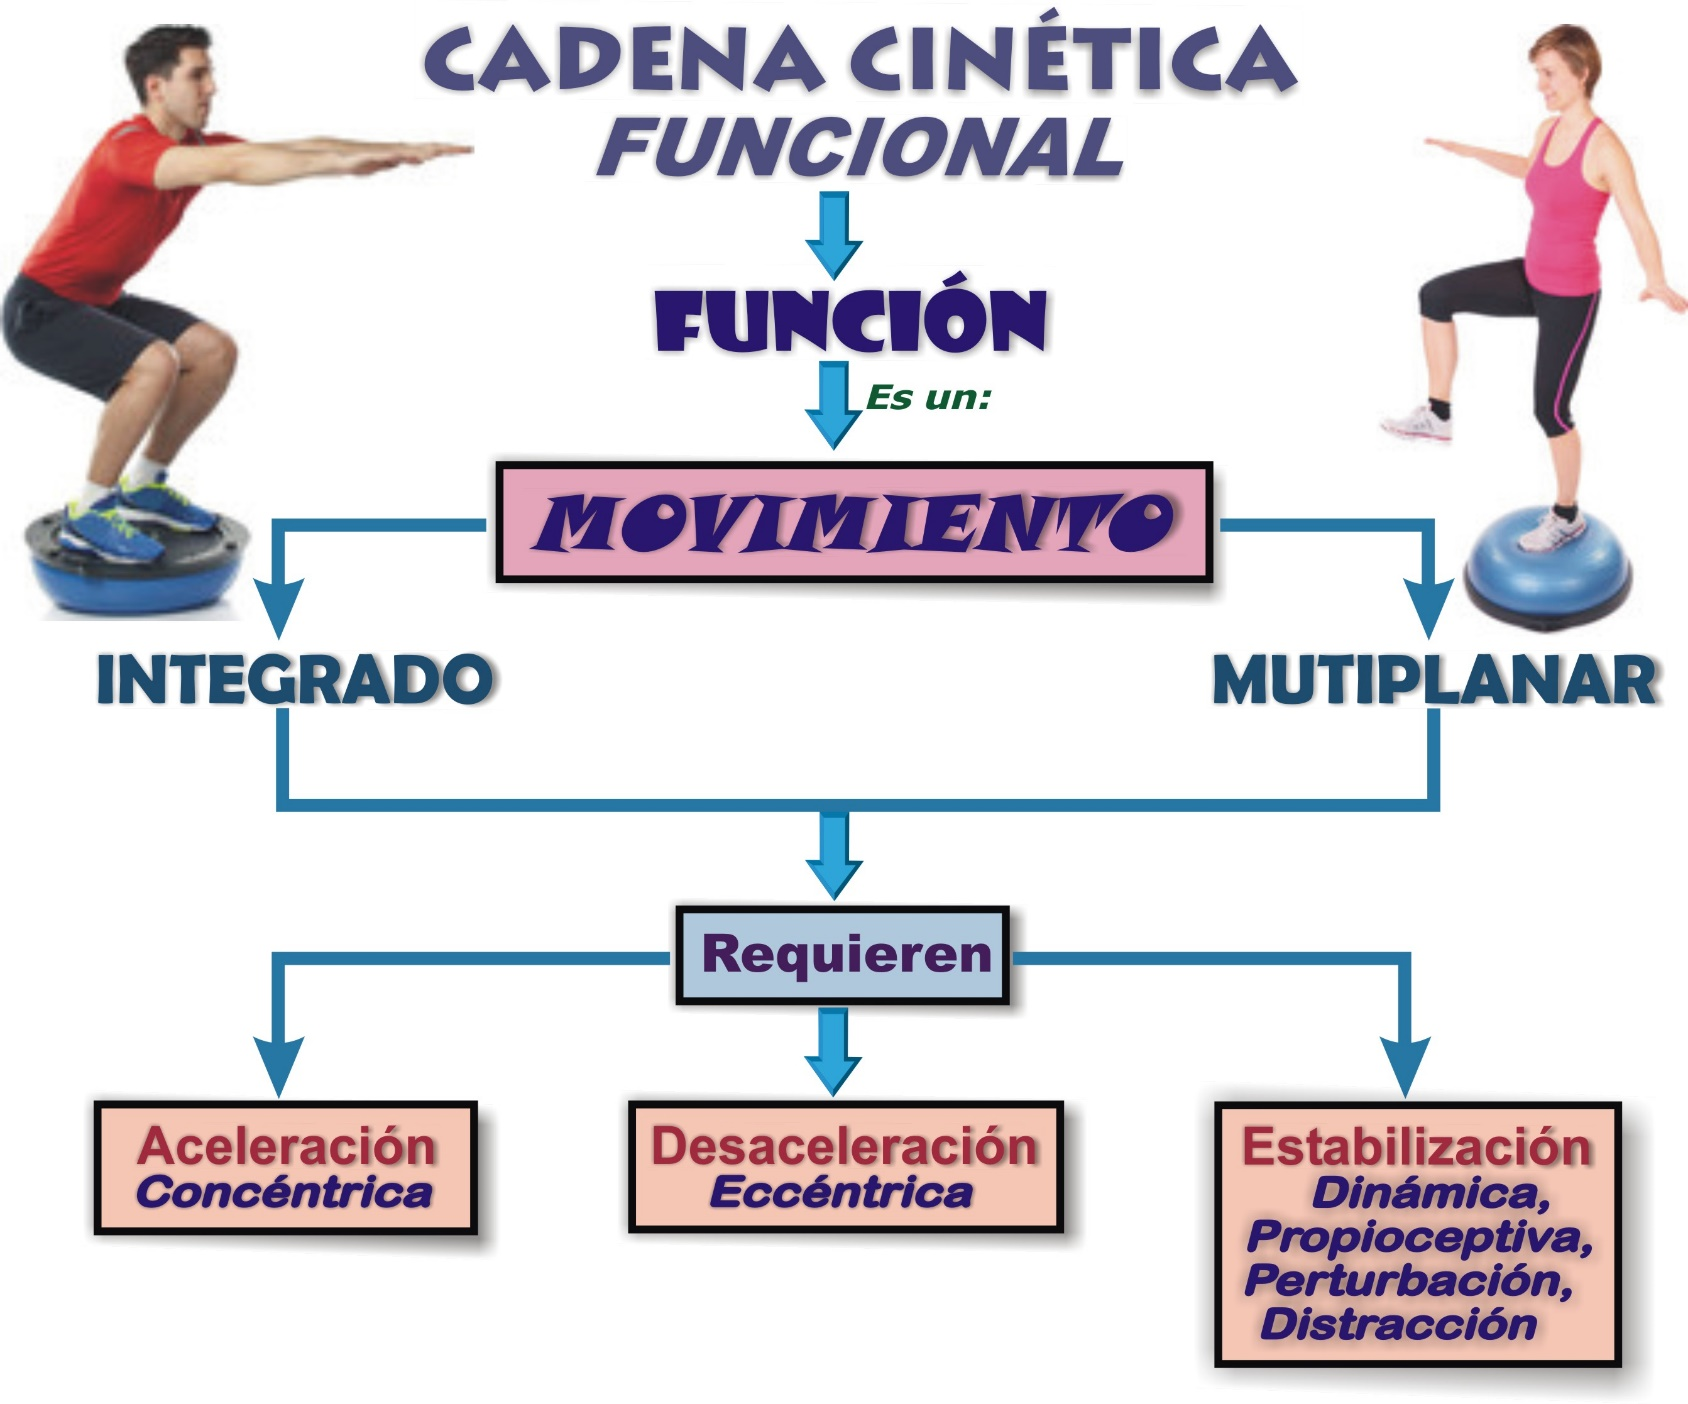 CADENA CINÉTICA
FUNCIONAL
FUNCIÓN
Es un:
MOVIMIENTO
INTEGRADO
MUTIPLANAR
Requieren
Aceleración
Concéntrica
Desaceleración
Eccéntrica
Estabilización
Dinámica,
Propioceptiva,
Perturbación,
Distracción